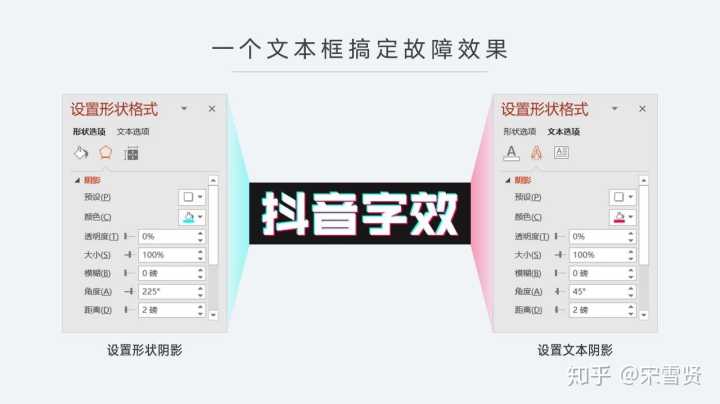 一个文本框搞定故障效果
设置形状格式
形状选项 文本选项
阴影
预设(P)
颜色(C)
透明度(T) 0%
大小(S) 100%
模糊(B) 0 磅
角度(A) 225°
距离(D) 2 磅
设置形状阴影
抖音字效
设置形状格式
形状选项 文本选项
A A A
阴影
预设(P)
颜色(C)
透明度(T) 0%
大小(S) 100%
模糊(B) 0 磅
角度(A) 45°
距离(D) 2 磅
设置文本阴影
知乎 @宋雪贤